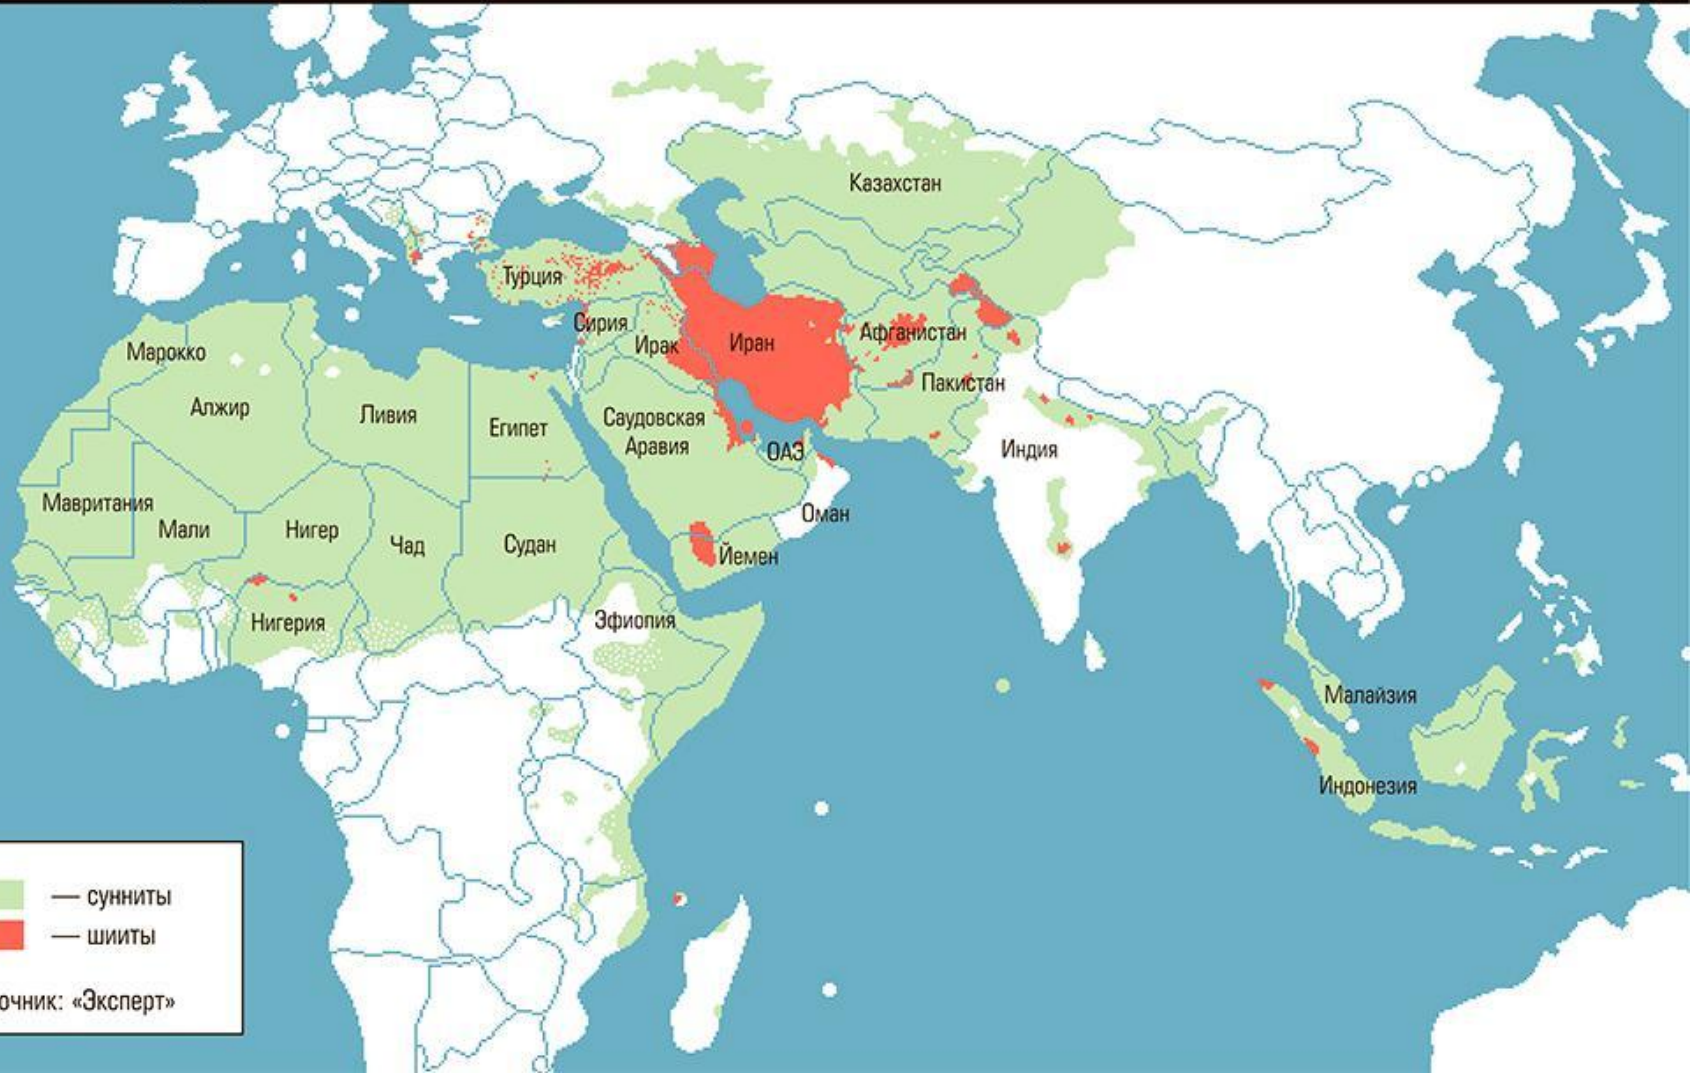 Казахстан
Турция
Сирия
Ирак
Иран
Афганистан
Пакистан
Марокко
Алжир
Ливия
Египет
Саудовская
Аравия
ОАЭ
Индия
Мавритания
Мали
Нигер
Чад
Судан
Оман
Йемен
Нигерия
Эфиопия
Малайзия
Индонезия
— сунниты
— шииты
очник: «Эксперт»